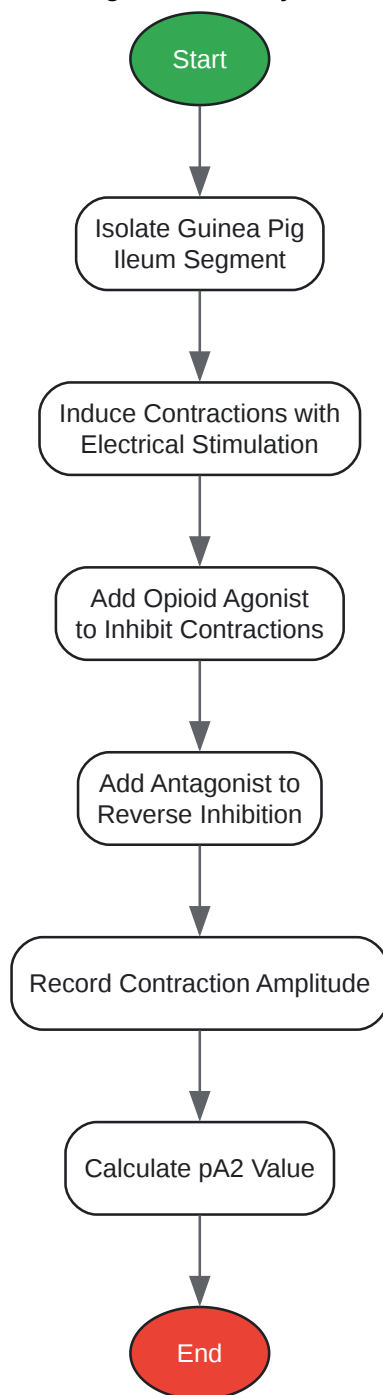 Start
Isolate Guinea Pig
Ileum Segment
Induce Contractions with
Electrical Stimulation
Add Opioid Agonist
to Inhibit Contractions
Add Antagonist to
Reverse Inhibition
Record Contraction Amplitude
Calculate pA2 Value
End